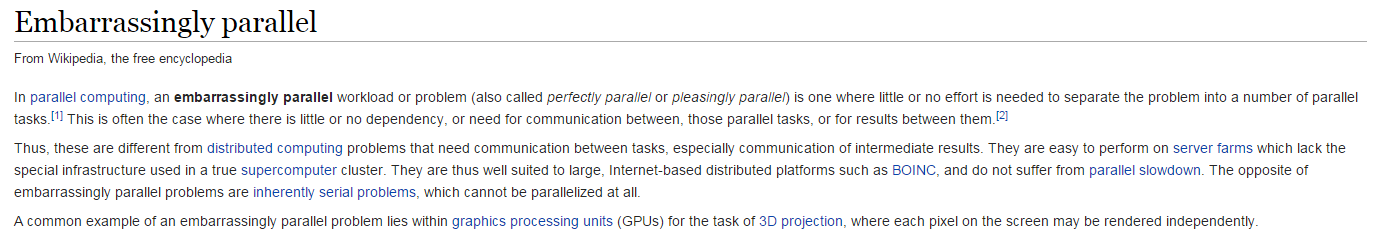 Embarrassingly parallel
From Wikipedia, the free encyclopedia
In parallel computing, an embarrassingly parallel workload or problem (also called perfectly parallel or pleasingly parallel) is one where little or no effort is needed to separate the problem into a number of parallel
tasks.[1] This is often the case where there is little or no dependency, or need for communication between, those parallel tasks, or for results between them.[2]
Thus, these are different from distributed computing problems that need communication between tasks, especially communication of intermediate results. They are easy to perform on server farms which lack the
special infrastructure used in a true supercomputer cluster. They are thus well suited to large, Internet-based distributed platforms such as BOINC, and do not suffer from parallel slowdown. The opposite of
embarrassingly parallel problems are inherently serial problems, which cannot be parallelized at all.
A common example of an embarrassingly parallel problem lies within graphics processing units (GPUs) for the task of 3D projection, where each pixel on the screen may be rendered independently.